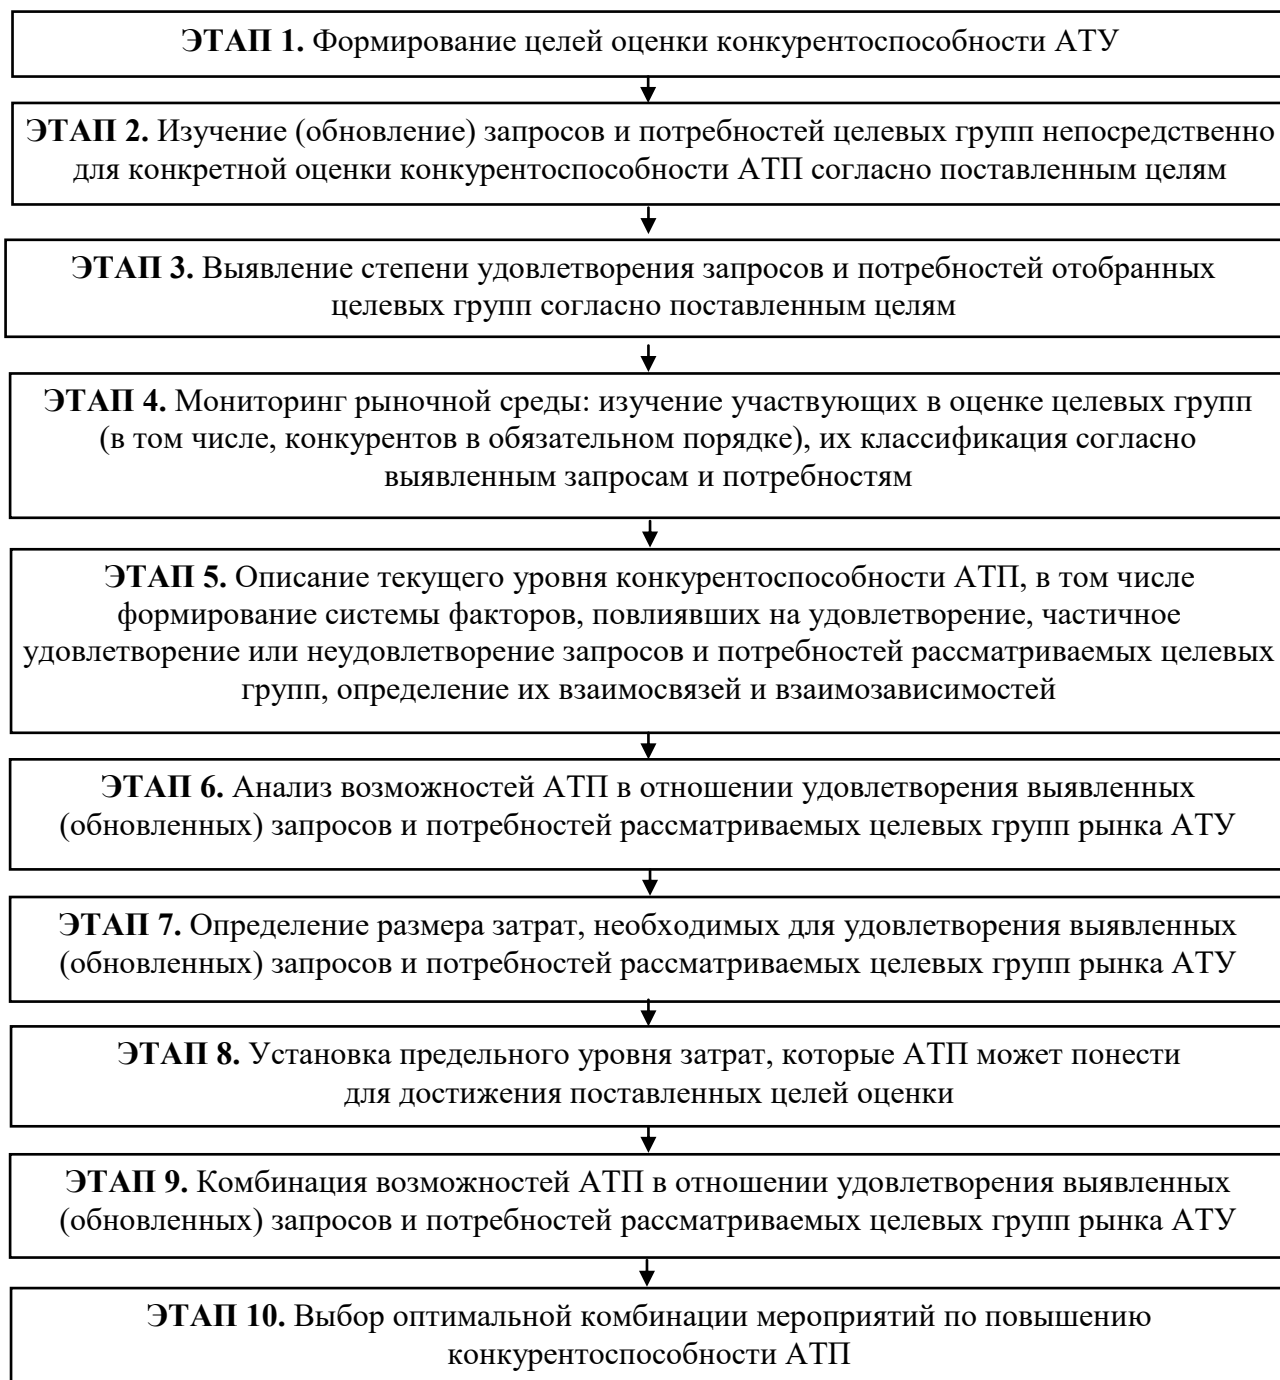 ЭТАП 1. Формирование целей оценки конкурентоспособности АТУ
ЭТАП 2. Изучение (обновление) запросов и потребностей целевых групп непосредственно
для конкретной оценки конкурентоспособности АТП согласно поставленным целям
ЭТАП 3. Выявление степени удовлетворения запросов и потребностей отобранных
целевых групп согласно поставленным целям
ЭТАП 4. Мониторинг рыночной среды: изучение участвующих в оценке целевых групп
(в том числе, конкурентов в обязательном порядке), их классификация согласно
выявленным запросам и потребностям
ЭТАП 5. Описание текущего уровня конкурентоспособности АТП, в том числе
формирование системы факторов, повлиявших на удовлетворение, частичное
удовлетворение или неудовлетворение запросов и потребностей рассматриваемых целевых
групп, определение их взаимосвязей и взаимозависимостей
ЭТАП 6. Анализ возможностей АТП в отношении удовлетворения выявленных
(обновленных) запросов и потребностей рассматриваемых целевых групп рынка АТУ
ЭТАП 7. Определение размера затрат, необходимых для удовлетворения выявленных
(обновленных) запросов и потребностей рассматриваемых целевых групп рынка АТУ
ЭТАП 8. Установка предельного уровня затрат, которые АТП может понести
для достижения поставленных целей оценки
ЭТАП 9. Комбинация возможностей АТП в отношении удовлетворения выявленных
(обновленных) запросов и потребностей рассматриваемых целевых групп рынка АТУ
ЭТАП 10. Выбор оптимальной комбинации мероприятий по повышению
конкурентоспособности АТП